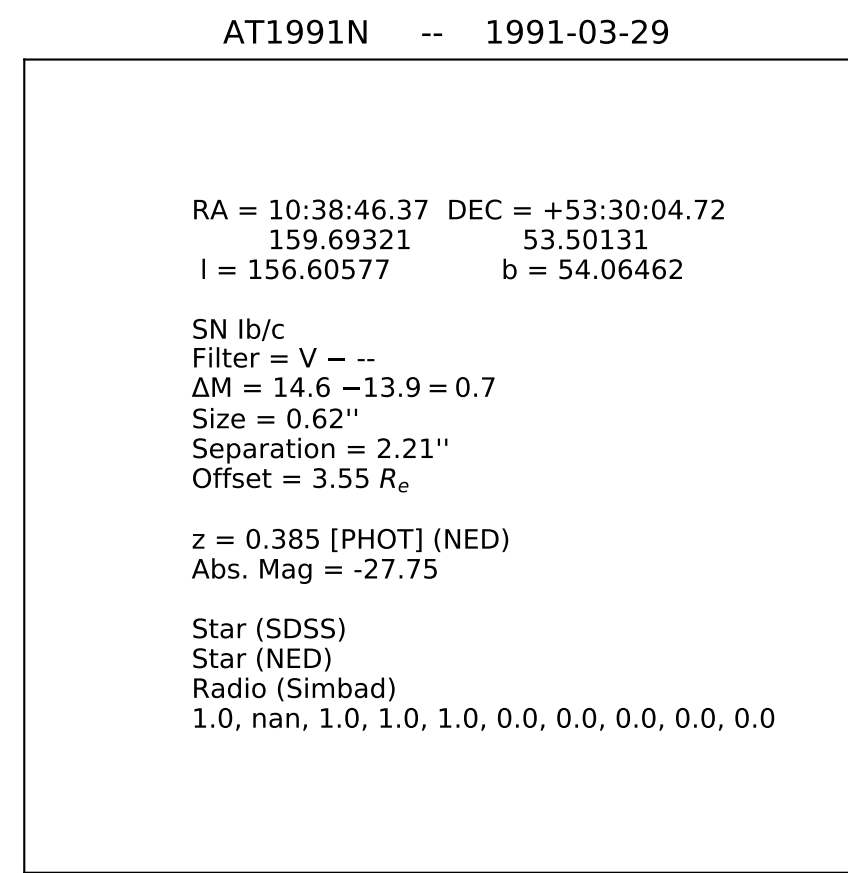 AT1991N -- 1991-03-29
RA = 10:38:46.37 DEC = +53:30:04.72
159.69321 53.50131
l = 156.60577 b = 54.06462
SN Ib/c
Filter = V − --
ΔM = 14.6 −13.9 = 0.7
Size = 0.62''
Separation = 2.21''
Offset = 3.55 Re
z = 0.385 [PHOT] (NED)
Abs. Mag = -27.75
Star (SDSS)
Star (NED)
Radio (Simbad)
1.0, nan, 1.0, 1.0, 1.0, 0.0, 0.0, 0.0, 0.0, 0.0